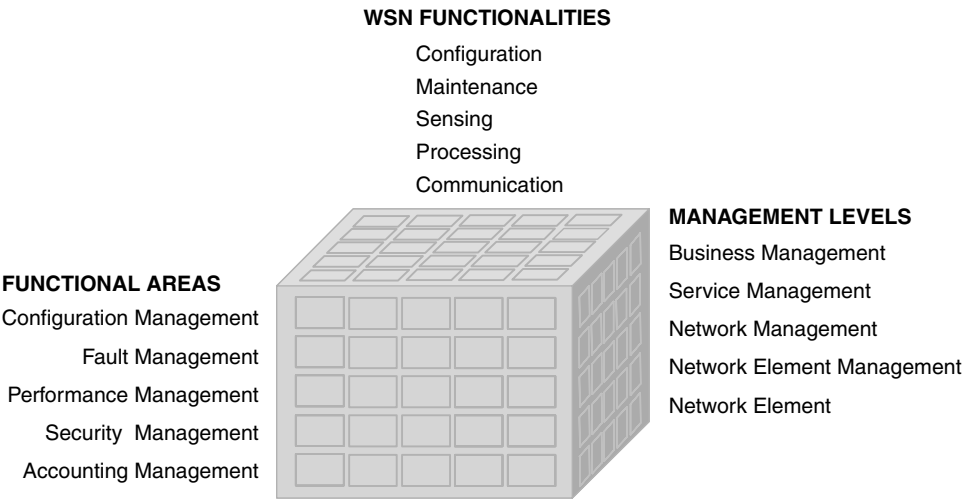 WSN FUNCTIONALITIES
Configuration
Maintenance
Sensing
Processing
Communication
MANAGEMENT LEVELS
Business Management
Service Management
Network Management
Network Element Management
Network Element
FUNCTIONAL AREAS
Configuration Management
Fault Management
Performance Management
Security Management
Accounting Management